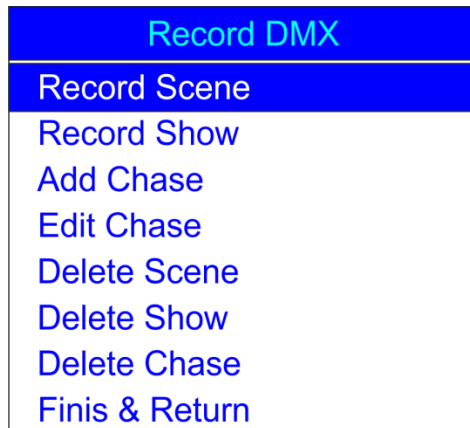 Record DMX
Record Scene
Record Show
Add Chase
Edit Chase
Delete Scene
Delete Show
Delete Chase
Finis & Return